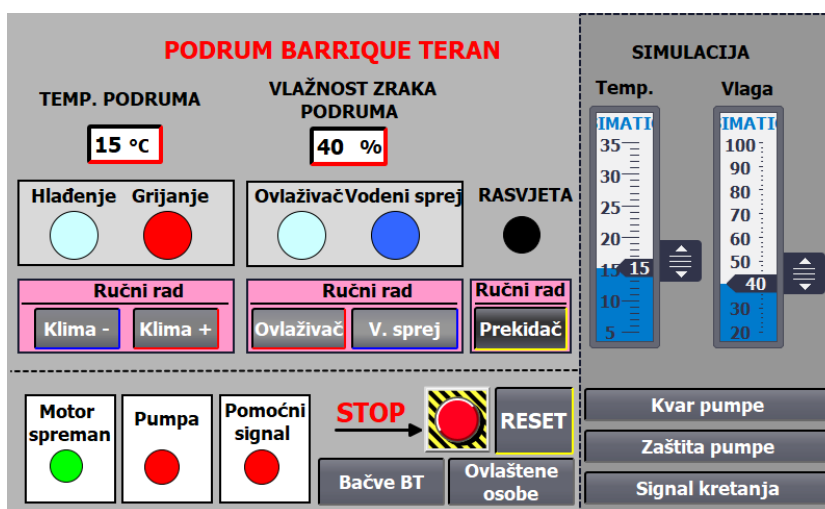 PODRUM BARRIQUE TERAN
TEMP. PODRUMA
VLAŽNOST ZRAKA
PODRUMA
15 °C
40 %
Hlađenje
Grijanje
Ovlaživač
Vodeni sprej
RASVJETA
Ručni rad
Klima -
Klima +
Ručni rad
Ovlaživač
V. sprej
Ručni rad
Prekidač
Motor
spreman
Pumpa
Pomoćni
signal
STOP
RESET
Bačve BT
Ovlaštene
osobe
SIMULACIJA
Temp.
Vlaga
SIMATI
35
30
25
20
15
15
10
5
IMATI
100
90
80
70
60
50
40
30
20
Kvar pumpe
Zaštita pumpe
Signal kretanja